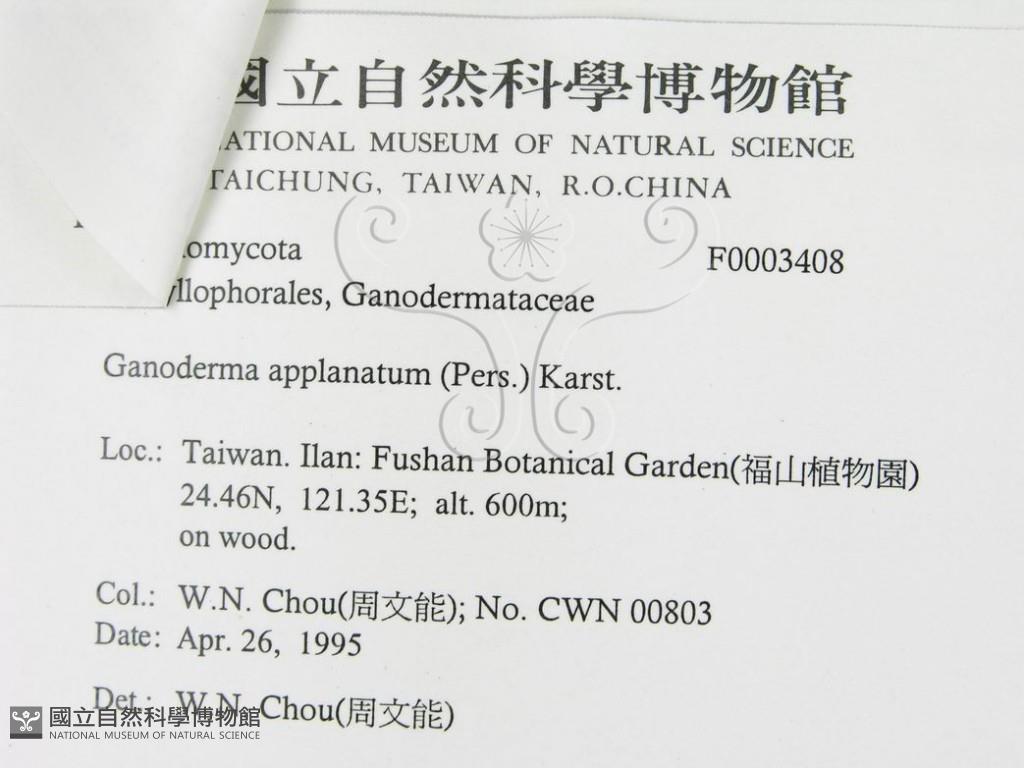 國立自然科學博物館
NATIONAL MUSEUM OF NATURAL SCIENCE
TAICHUNG, TAIWAN, R.O.CHINA
omycota F0003408
yllophorales, Ganodermataceae
Ganoderma applanatum (Pers.) Karst.
Loc.: Taiwan. Ilan: Fushan Botanical Garden(福山植物園)
24.46N, 121.35E; alt. 600m;
on wood.
Col.: W.N. Chou(周文能); No. CWN 00803
Date: Apr. 26, 1995
Det.: W.N. Chou(周文能)
國立自然科學博物館
NATIONAL MUSEUM OF NATURAL SCIENCE